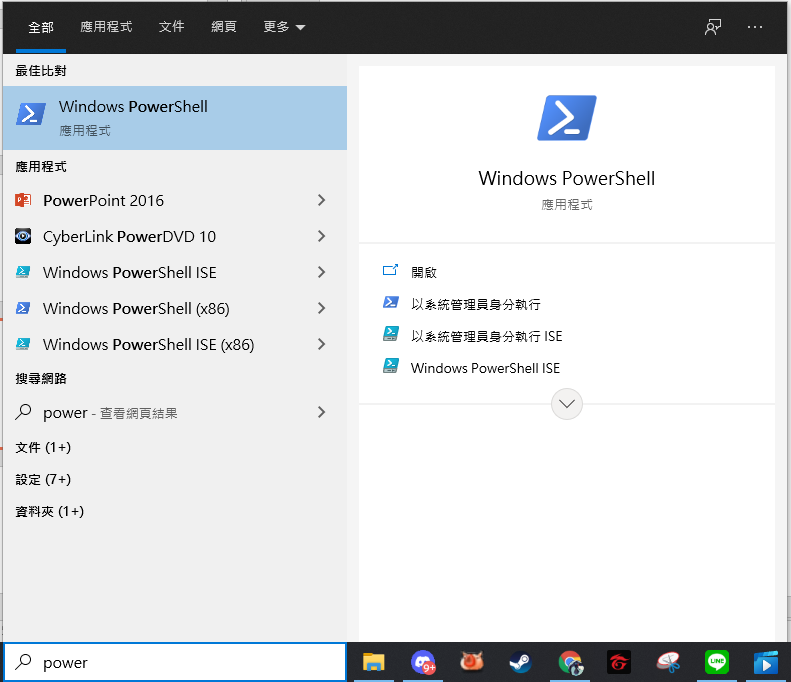 全部 應用程式 文件 網頁 更多
最佳比對
Windows PowerShell
應用程式
應用程式
PowerPoint 2016
CyberLink PowerDVD 10
Windows PowerShell ISE
Windows PowerShell (x86)
Windows PowerShell ISE (x86)
搜尋網路
power - 查看網頁結果
文件 (1+)
設定 (7+)
資料夾 (1+)
Windows PowerShell
應用程式
開啟
以系統管理員身分執行
以系統管理員身分執行 ISE
Windows PowerShell ISE
power
9+
LINE